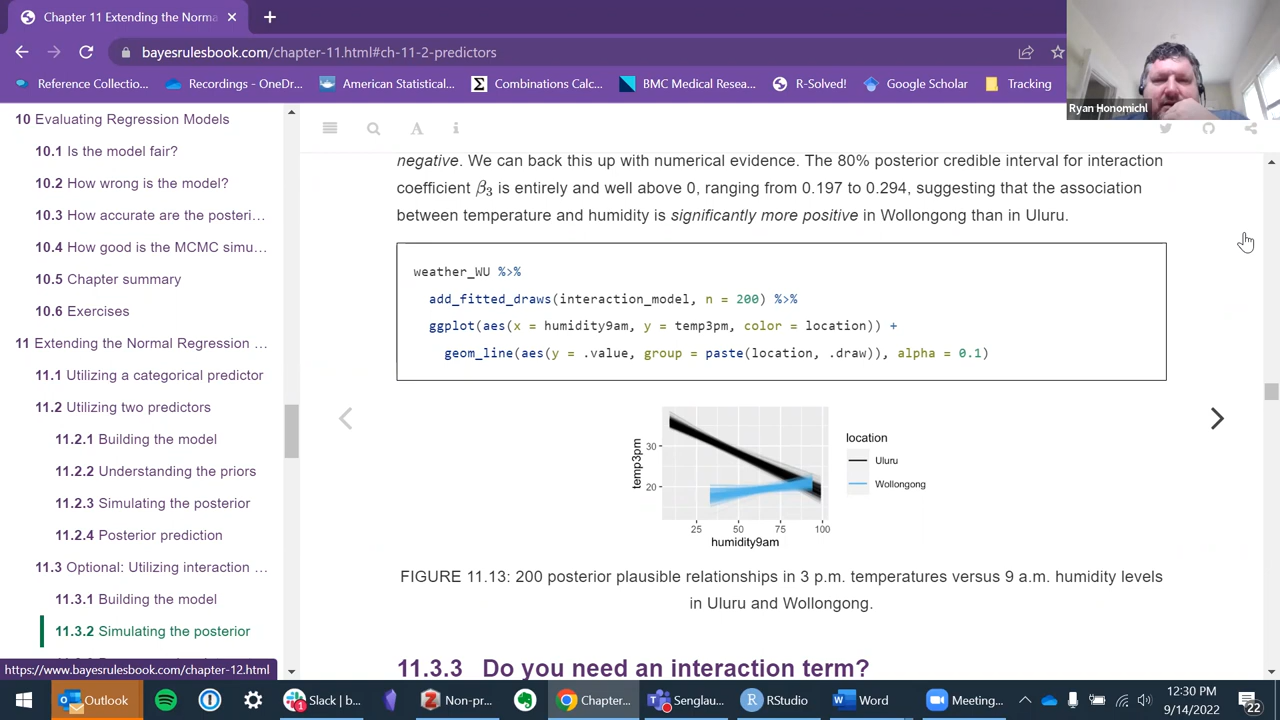 Chapter 11 Extending the Norma
bayesrulesbook.com/chapter-11.html#ch-11-2-predictors
Reference Collection...
Recordings - OneDr...
American Statistical...
Combinations Calc...
BMC Medical Resea...
R-Solved!
Google Scholar
Tracking
Ryan Honomichl
10 Evaluating Regression Models
10.1 Is the model fair?
10.2 How wrong is the model?
10.3 How accurate are the posteri...
10.4 How good is the MCMC simu...
10.5 Chapter summary
10.6 Exercises
11 Extending the Normal Regression ...
11.1 Utilizing a categorical predictor
11.2 Utilizing two predictors
11.2.1 Building the model
11.2.2 Understanding the priors
11.2.3 Simulating the posterior
11.2.4 Posterior prediction
11.3 Optional: Utilizing interaction ...
11.3.1 Building the model
11.3.2 Simulating the posterior
https://www.bayesrulesbook.com/chapter-12.html
negative. We can back this up with numerical evidence. The 80% posterior credible interval for interaction
coefficient β3 is entirely and well above 0, ranging from 0.197 to 0.294, suggesting that the association
between temperature and humidity is significantly more positive in Wollongong than in Uluru.
weather_WU %>%
add_fitted_draws(interaction_model, n = 200) %>%
ggplot(aes(x = humidity9am, y = temp3pm, color = location)) +
geom_line(aes(y = .value, group = paste(location, .draw)), alpha = 0.1)
temp3pm
30
20
25 50 75 100
humidity9am
location
Uluru
Wollongong
FIGURE 11.13: 200 posterior plausible relationships in 3 p.m. temperatures versus 9 a.m. humidity levels
in Uluru and Wollongong.
11.3.3 Do you need an interaction term?
Outlook
Slack | b...
Non-pr...
Chapter...
Senglau...
RStudio
Word
Meeting...
12:30 PM
9/14/2022
22